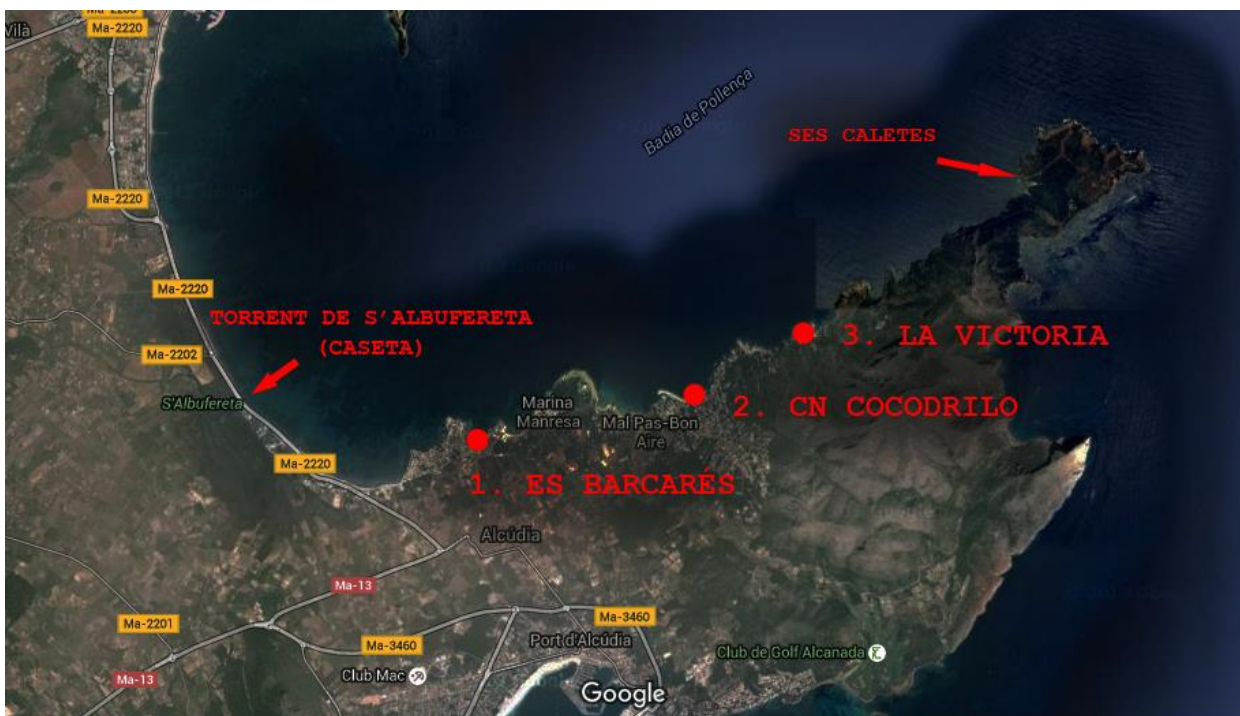 Vilà
Ma-2220
Badia de Pollença
SES CALETES
Ma-2220
Ma-2220
TORRENT DE S'ALBUFERETA
(CASETA)
Ma-2202
3. LA VICTORIA
S'Albufereta
Marina
Manresa
Mal Pas-Bon
Aire
2. CN COCODRILO
Ma-2220
1. ES BARCARÉS
Alcúdia
Ma-13
Ma-2201
Ma-3460
Ma-3460
Port d'Alcúdia
Club de Golf Alcanada
Club Mac
Ma-13
Google